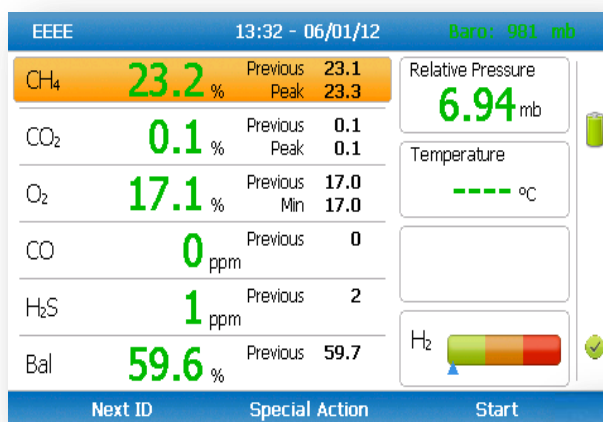 EEEE 13:32 - 06/01/12 Baro: 981 mb
CH₄ 23.2 % Previous 23.1
Peak 23.3
Relative Pressure
6.94 mb
CO₂ 0.1 % Previous 0.1
Peak 0.1
Temperature
---- ºC
O₂ 17.1 % Previous 17.0
Min 17.0
CO 0 ppm Previous 0
H₂S 1 ppm Previous 2
H₂
Bal 59.6 % Previous 59.7
Next ID Special Action Start